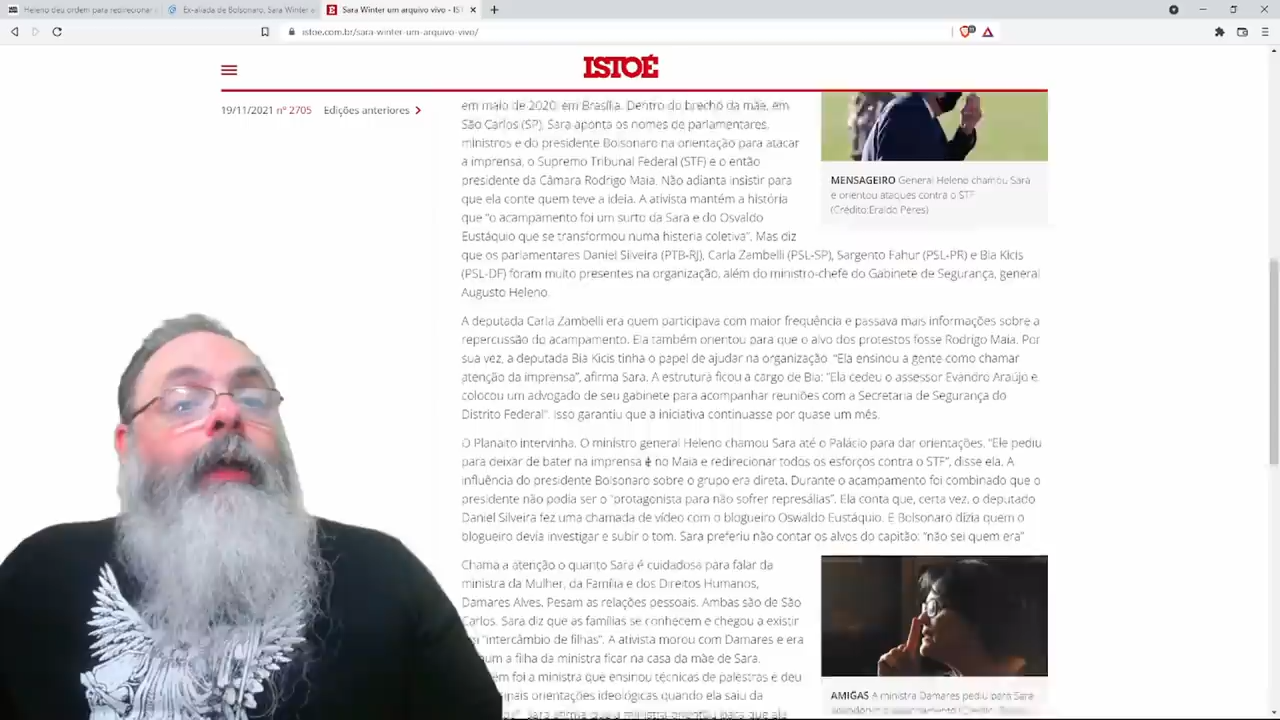 Heleno deu ordem para redirecionar
Ex-aliada de Bolsonaro, Sara Winter
Sara Winter um arquivo vivo - IST
istoe.com.br/sara-winter-um-arquivo-vivo/
ISTOÉ
19/11/2021 nº 2705 Edições anteriores
em maio de 2020, em Brasília. Dentro do brechó da mãe, em
São Carlos (SP), Sara aponta os nomes de parlamentares,
ministros e do presidente Bolsonaro na orientação para atacar
a imprensa, o Supremo Tribunal Federal (STF) e o então
presidente da Câmara Rodrigo Maia. Não adianta insistir para
que ela conte quem teve a ideia. A ativista mantém a história
que “o acampamento foi um surto da Sara e do Osvaldo
Eustáquio que se transformou numa histeria coletiva”. Mas diz
que os parlamentares Daniel Silveira (PTB-RJ), Carla Zambelli (PSL-SP), Sargento Fahur (PSL-PR) e Bia Kicis
(PSL-DF) foram muito presentes na organização, além do ministro-chefe do Gabinete de Segurança, general
Augusto Heleno.
MENSAGEIRO General Heleno chamou Sara
e orientou ataques contra o STF
(Crédito:Eraldo Peres)
A deputada Carla Zambelli era quem participava com maior frequência e passava mais informações sobre a
repercussão do acampamento. Ela também orientou para que o alvo dos protestos fosse Rodrigo Maia. Por
sua vez, a deputada Bia Kicis tinha o papel de ajudar na organização. “Ela ensinou a gente como chamar
atenção da imprensa”, afirma Sara. A estrutura ficou a cargo de Bia: “Ela cedeu o assessor Evandro Araújo e
colocou um advogado de seu gabinete para acompanhar reuniões com a Secretaria de Segurança do
Distrito Federal”. Isso garantiu que a iniciativa continuasse por quase um mês.
O Planalto intervinha. O ministro general Heleno chamou Sara até o Palácio para dar orientações. “Ele pediu
para deixar de bater na imprensa e no Maia e redirecionar todos os esforços contra o STF”, disse ela. A
influência do presidente Bolsonaro sobre o grupo era direta. Durante o acampamento foi combinado que o
presidente não podia ser o “protagonista para não sofrer represálias”. Ela conta que, certa vez, o deputado
Daniel Silveira fez uma chamada de vídeo com o blogueiro Oswaldo Eustáquio. E Bolsonaro dizia quem o
blogueiro devia investigar e subir o tom. Sara preferiu não contar os alvos do capitão: “não sei quem era”
Chama a atenção o quanto Sara é cuidadosa para falar da
ministra da Mulher, da Família e dos Direitos Humanos,
Damares Alves. Pesam as relações pessoais. Ambas são de São
Carlos. Sara diz que as famílias se conhecem e chegou a existir
“intercâmbio de filhas”. A ativista morou com Damares e era
a filha da ministra ficar na casa da mãe de Sara.
foi a ministra que ensinou técnicas de palestras e deu
orientações ideológicas quando ela saiu da
AMIGAS A ministra Damares pediu para Sara